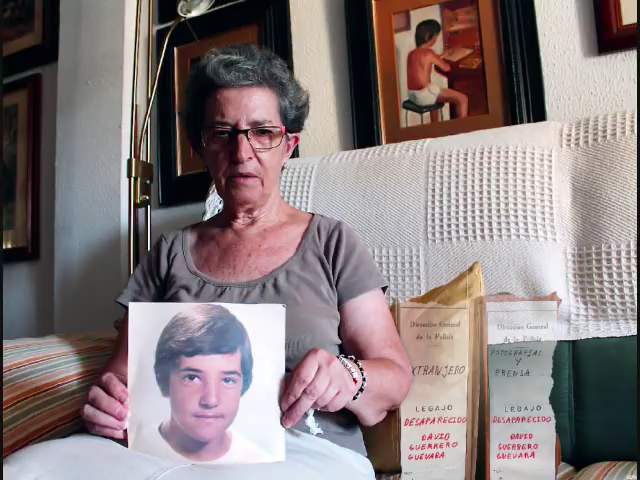 Dirección General
de la Policía
EXTRANJERO
LEGAJO
DESAPARECIDO
DAVID
GUERRERO
GUEVARA
Dirección General
de la Policía
FOTOGRAFIAS
Y
PRENSA
LEGAJO
DESAPARECIDO
DAVID
GUERRERO
GUEVARA